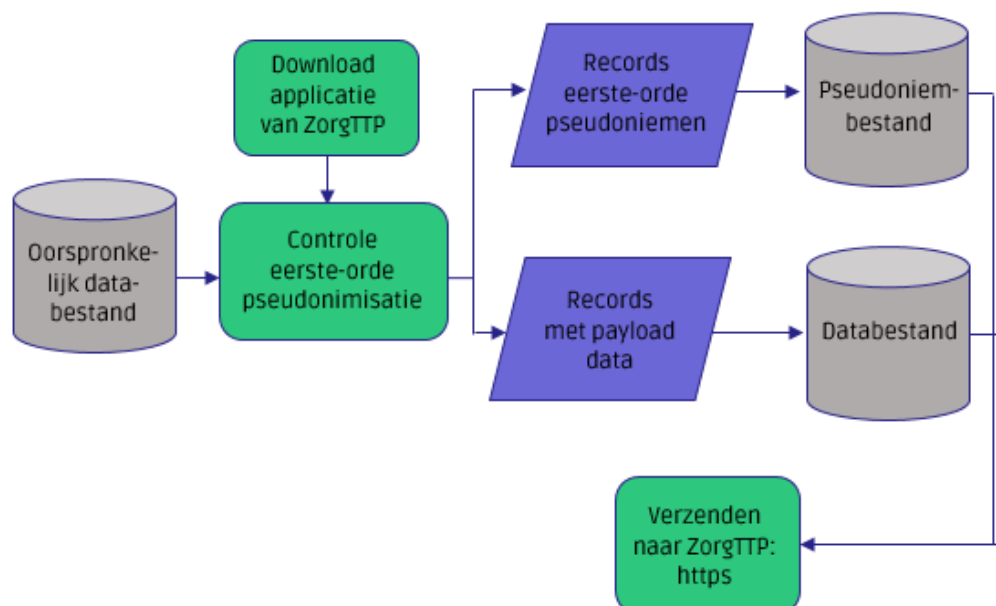 Download
applicatie
van ZorgTTP
Oorspronke-
lijk data-
bestand
Controle
eerste-orde
pseudonimisatie
Records
eerste-orde
pseudoniemen
Pseudoniem-
bestand
Records
met payload
data
Databestand
Verzenden
naar ZorgTTP:
https